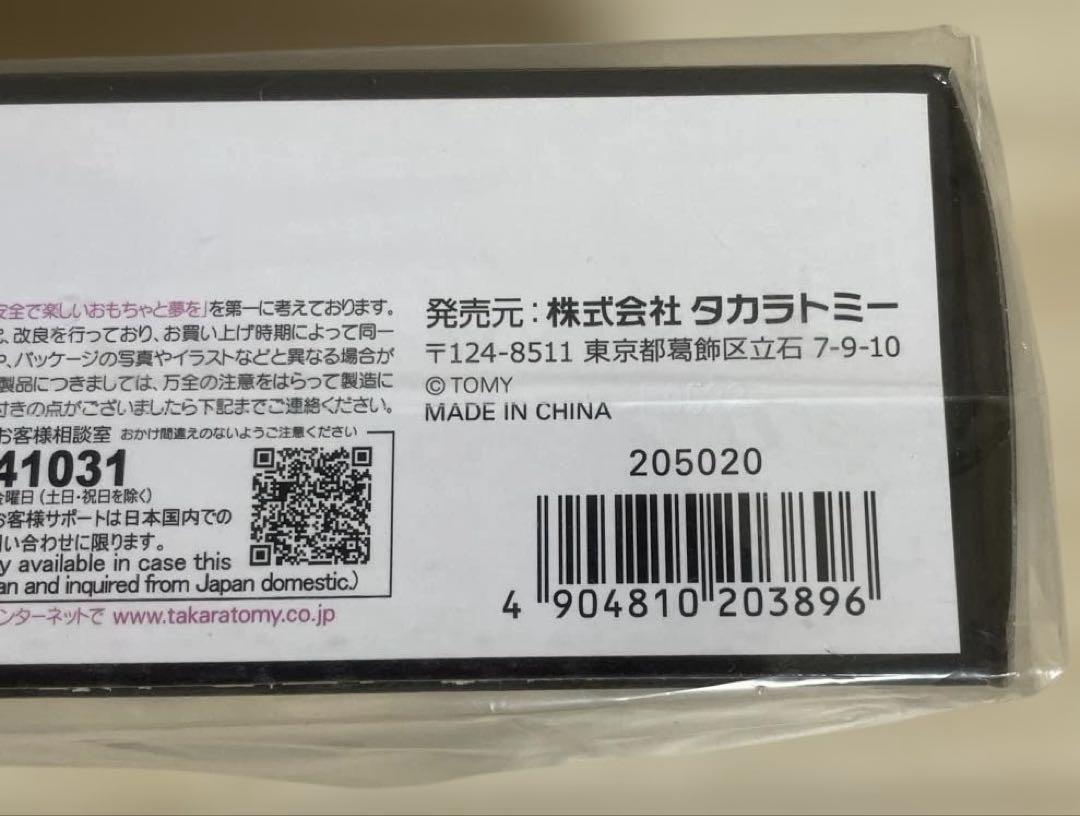 安全で楽しいおもちゃと夢を」を第一に考えております。
改良を行っており、お買い上げ時期によって同一
、パッケージの写真やイラストなどと異なる場合が
製品につきましては、万全の注意をはらって製造に
付きの点がございましたら下記までご連絡ください。
お客様相談室 おかけ間違えのないようご注意ください
41031
金曜日(土日・祝日を除く)
お客様サポートは日本国内での
い合わせに限ります。
y available in case this
an and inquired from Japan domestic.)
ンターネットで www.takaratomy.co.jp
発売元:株式会社 タカラトミー
〒124-8511 東京都葛飾区立石 7-9-10
©TOMY
MADE IN CHINA
205020
4 904810 203896